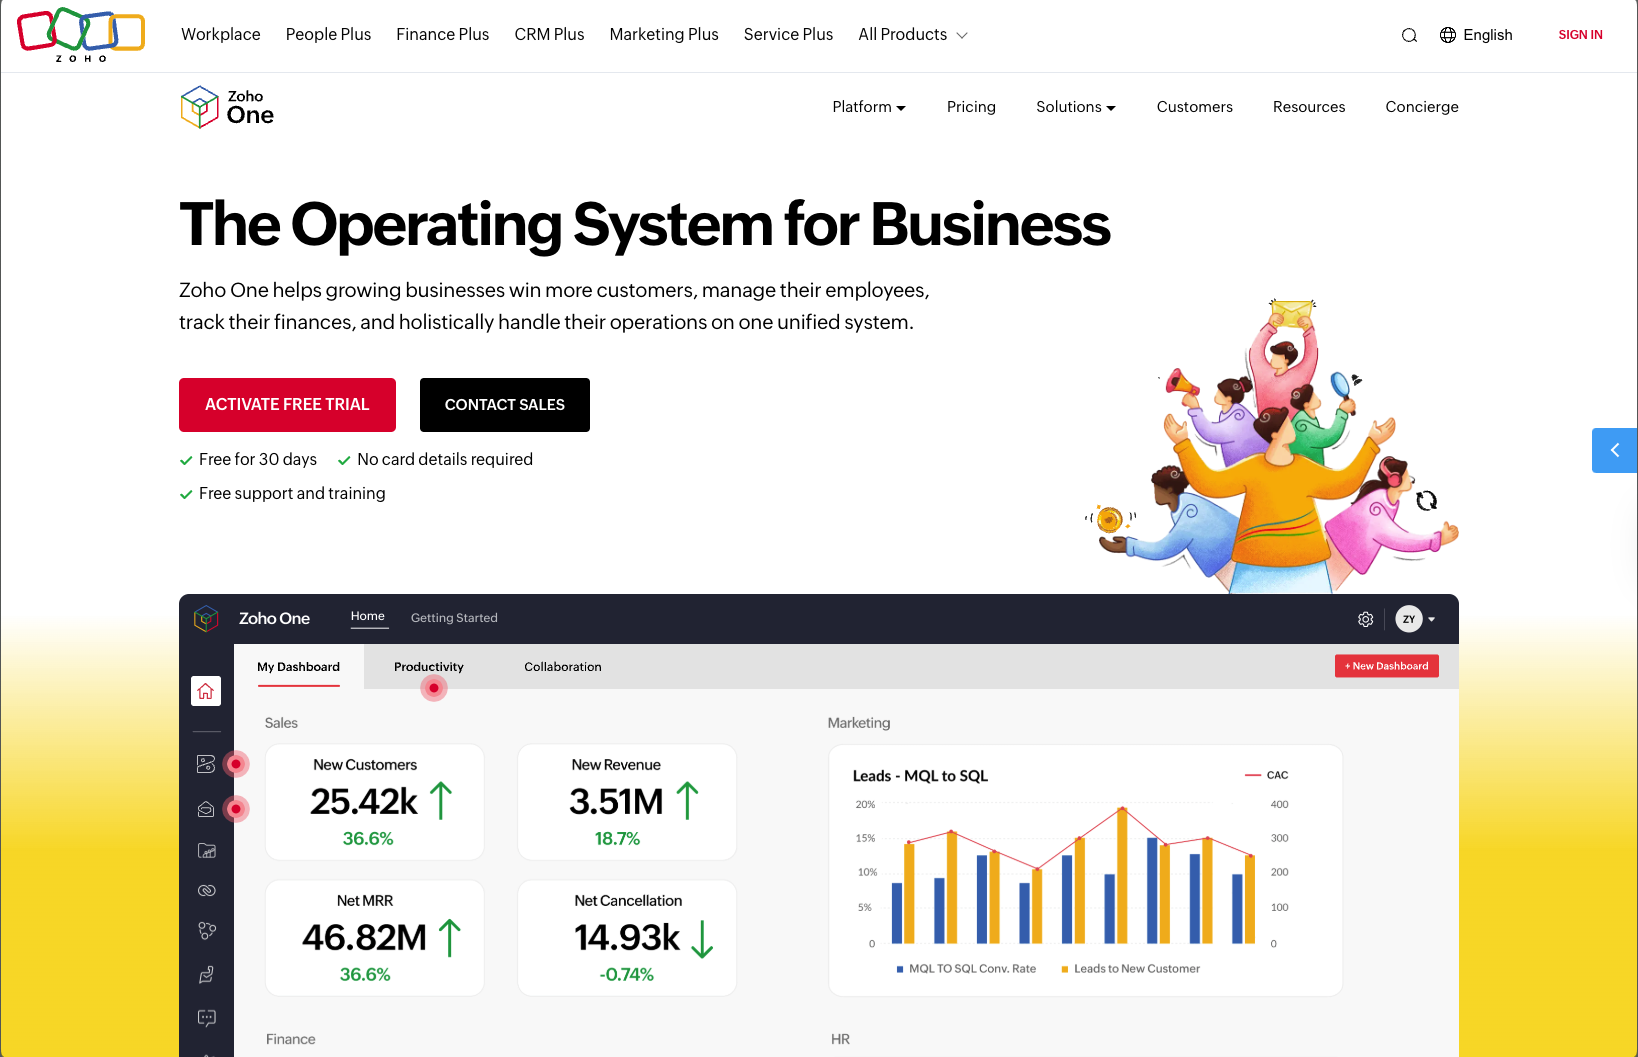 ZOHO
Workplace People Plus Finance Plus CRM Plus Marketing Plus Service Plus All Products English SIGN IN
Zoho
One
Platform Pricing Solutions Customers Resources Concierge
The Operating System for Business
Zoho One helps growing businesses win more customers, manage their employees,
track their finances, and holistically handle their operations on one unified system.
ACTIVATE FREE TRIAL CONTACT SALES
Free for 30 days No card details required
Free support and training
Zoho One Home Getting Started ZY
My Dashboard Productivity Collaboration + New Dashboard
Sales
New Customers
25.42k
36.6%
New Revenue
3.51M
18.7%
Net MRR
46.82M
36.6%
Net Cancellation
14.93k
-0.74%
Marketing
Leads - MQL to SQL CAC
20% 400
15% 300
10% 200
5% 100
0 0
MQL TO SQL Conv. Rate Leads to New Customer
Finance HR